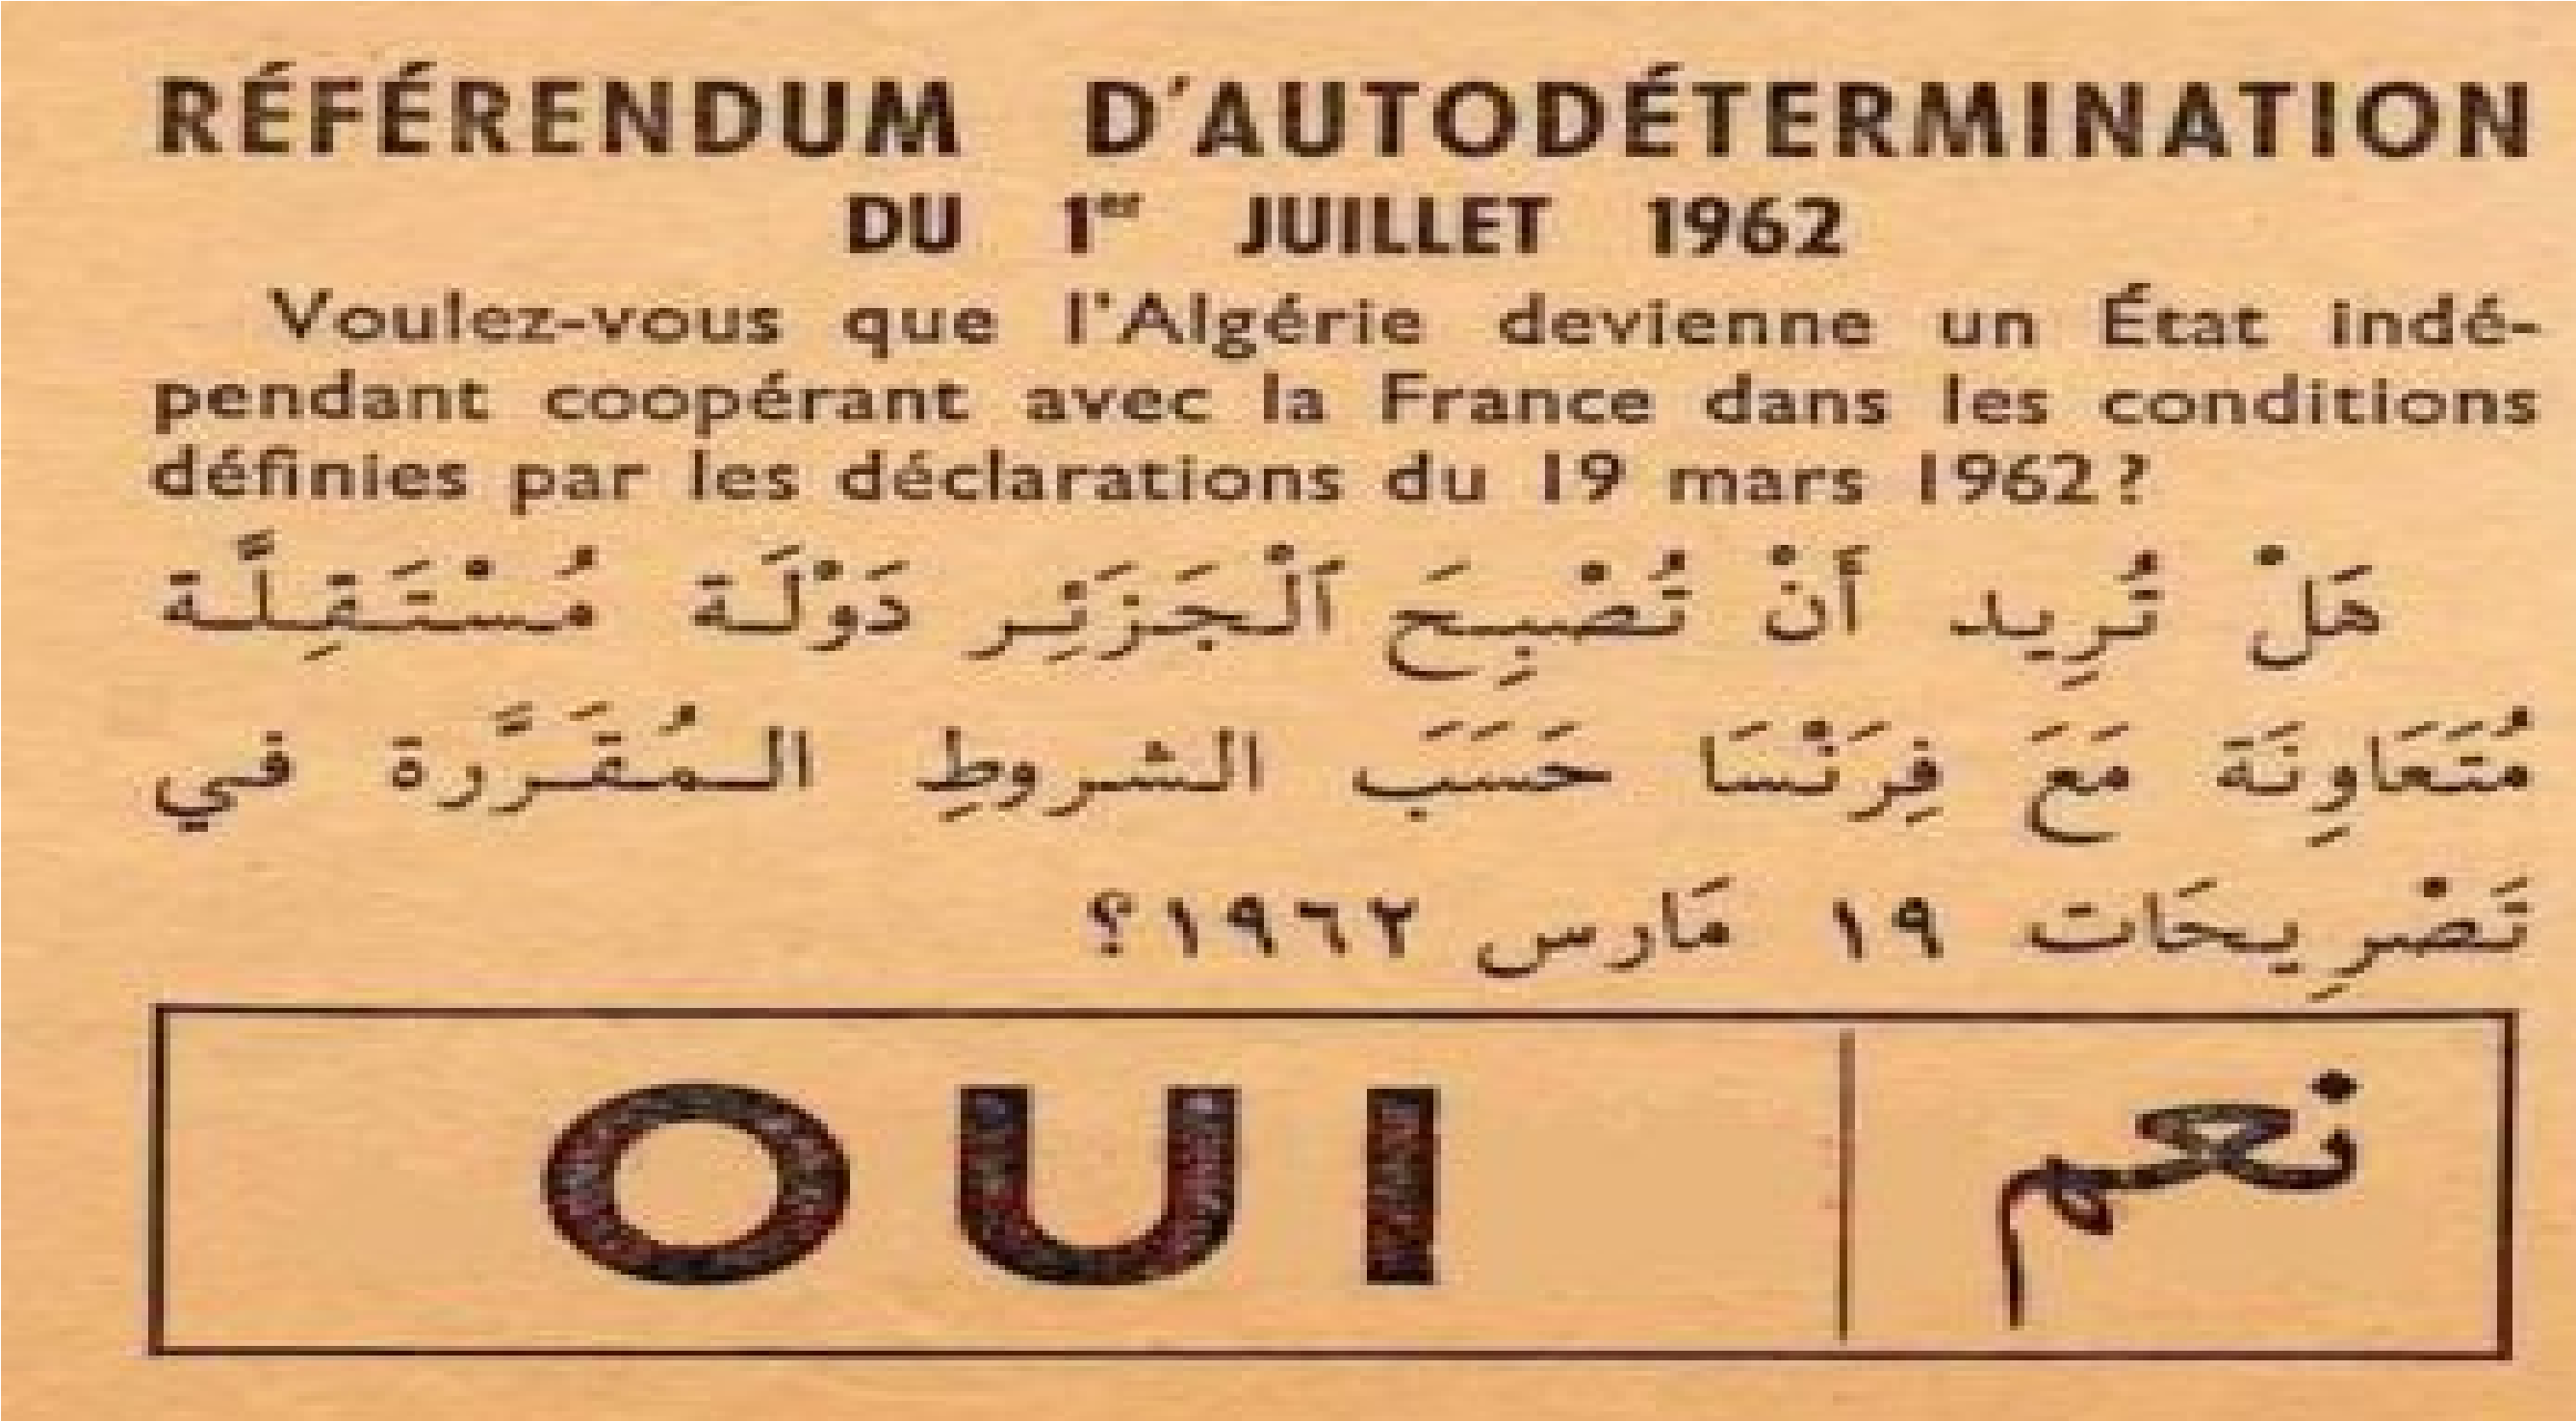 RÉFÉRENDUM D'AUTODÉTERMINATION
DU 1er JUILLET 1962
Voulez-vous que l'Algérie devienne un État indé-
pendant coopérant avec la France dans les conditions
définies par les déclarations du 19 mars 1962?
هَلْ تُرِيد أَنْ تُصْبِحَ ٱلْجَزَئِر دَوْلَة مُسْتَقِلَّة
مُتَعَاوِنَة مَعَ فِرَنْسَا حَسَبَ الشروطِ المُقَرَّرة في
تَصْرِيحَات ١٩ مَارس ١٩٦٢؟
OUI نعم